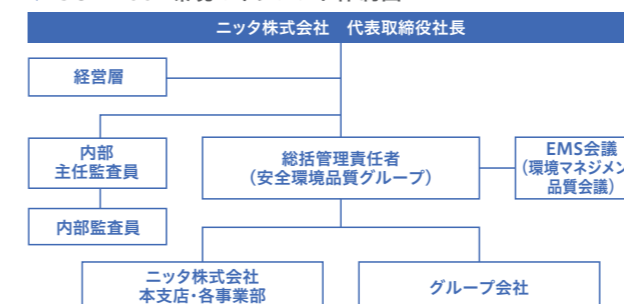 ニッタ株式会社　代表取締役社長
経営層
内部
主任監査員
総括管理責任者
（安全環境品質グループ）
EMS会議
（環境マネジメン
品質会議）
内部監査員
ニッタ株式会社
本支店・各事業部
グループ会社